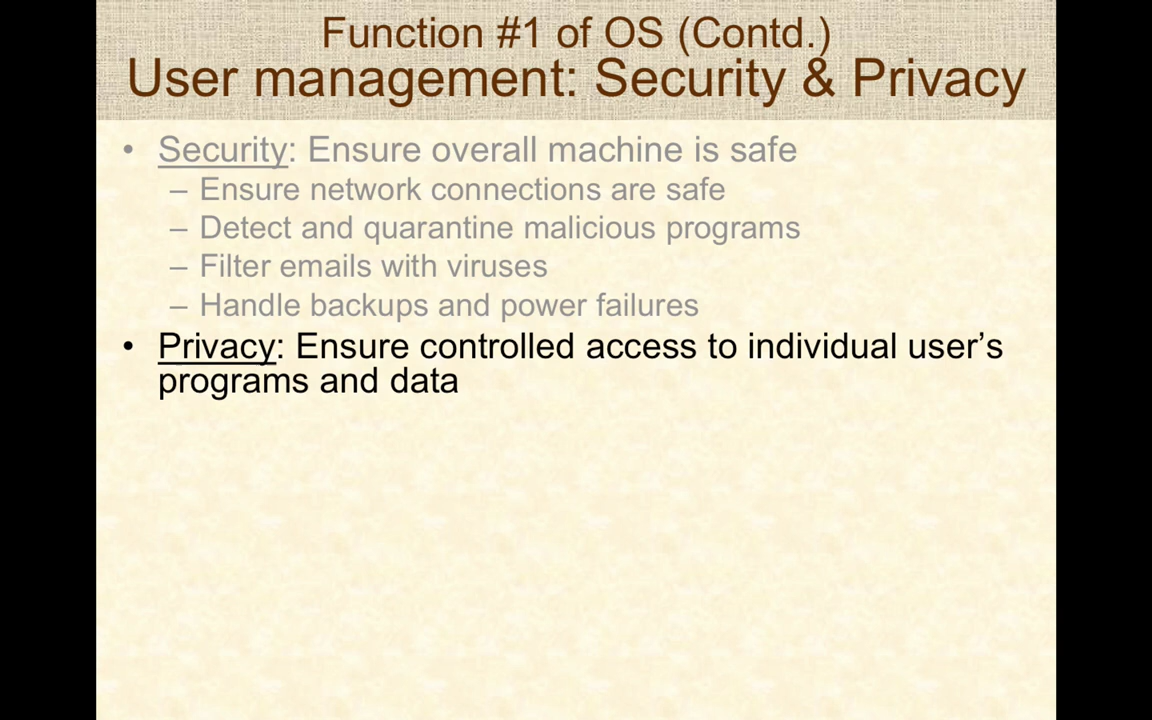 Function #1 of OS (Contd.)
User management: Security & Privacy
• Security: Ensure overall machine is safe
– Ensure network connections are safe
– Detect and quarantine malicious programs
– Filter emails with viruses
– Handle backups and power failures
• Privacy: Ensure controlled access to individual user’s
programs and data